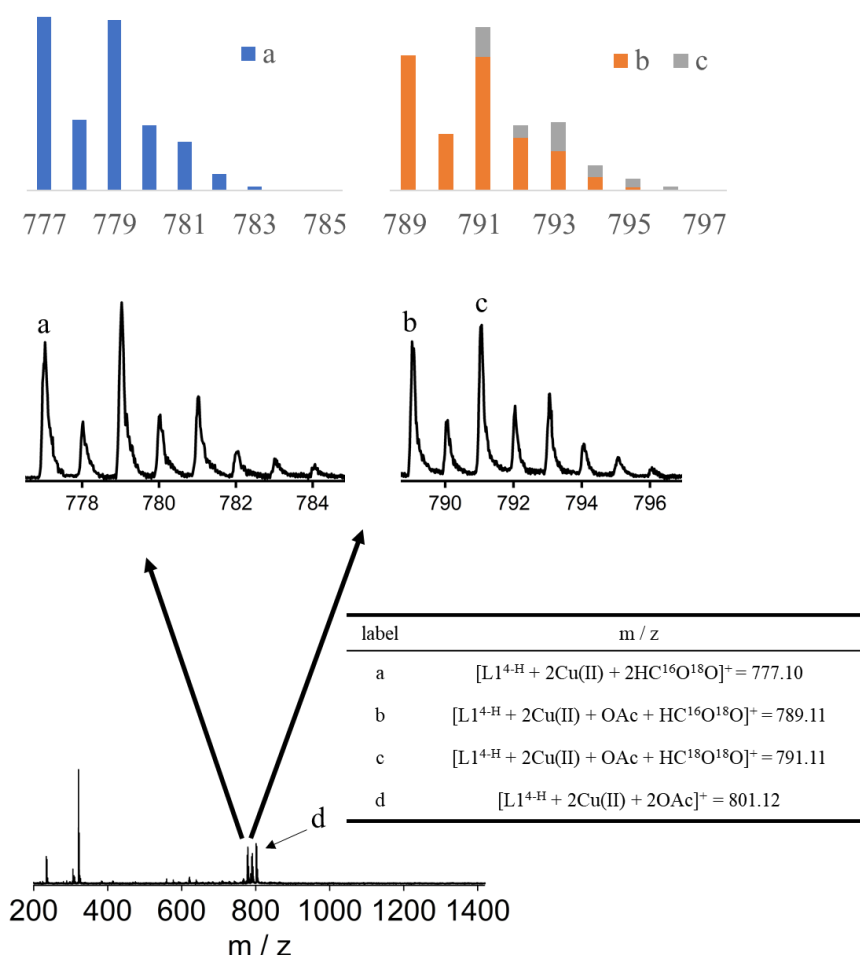 a
b c
777 779 781 783 785
789 791 793 795 797
a
b
c
778 780 782 784
790 792 794 796
label m / z
a [L1⁴⁻ᴴ + 2Cu(II) + 2HC¹⁶O¹⁸O]⁺ = 777.10
b [L1⁴⁻ᴴ + 2Cu(II) + OAc + HC¹⁶O¹⁸O]⁺ = 789.11
c [L1⁴⁻ᴴ + 2Cu(II) + OAc + HC¹⁸O¹⁸O]⁺ = 791.11
d [L1⁴⁻ᴴ + 2Cu(II) + 2OAc]⁺ = 801.12
d
200 400 600 800 1000 1200 1400
m / z